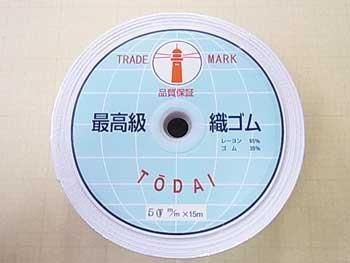 TRADE MARK
品質保証
最高級 織ゴム
レーヨン 65%
ゴム 35%
TŌDAI
50 m/m×15m